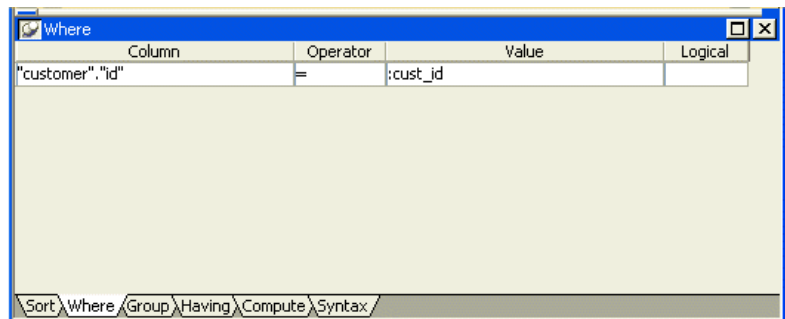 Where
Column Operator Value Logical
"customer"."id" = :cust_id
Sort Where Group Having Compute Syntax